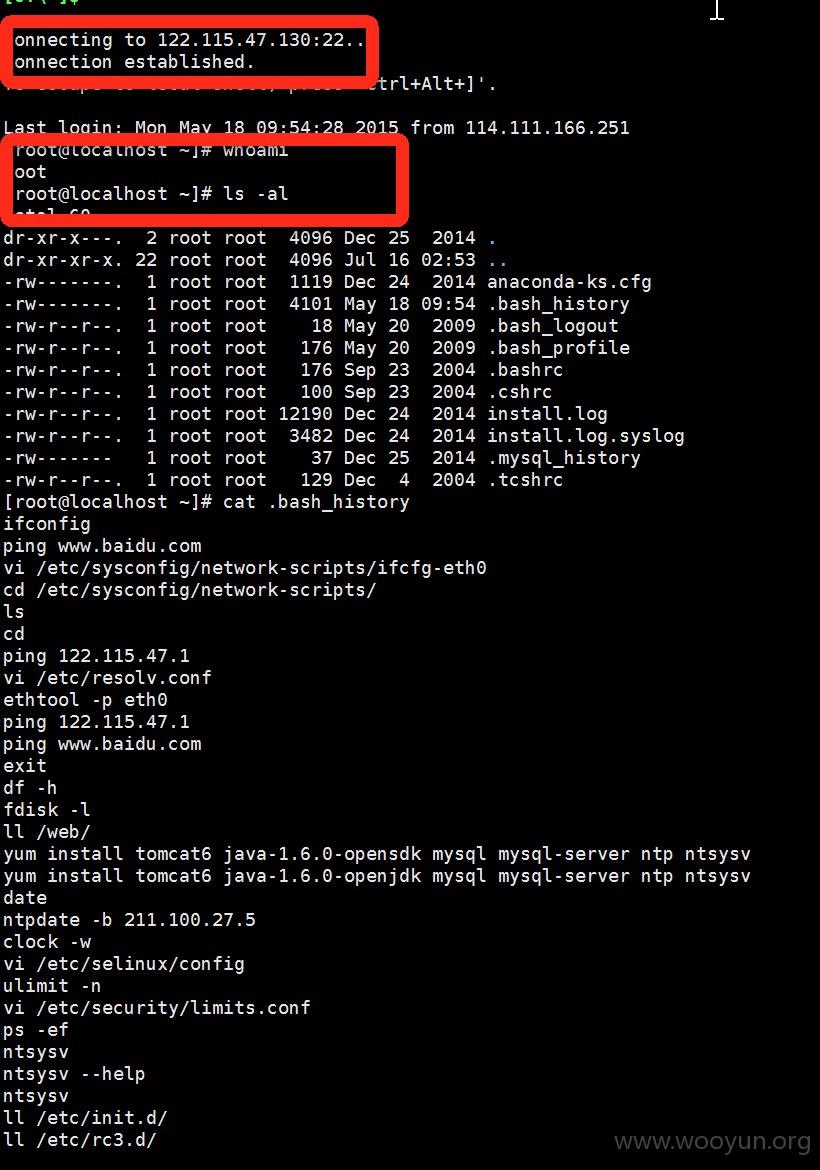 onnecting to 122.115.47.130:22..
onnection established.
trl+Alt+]'.
Last login: Mon May 18 09:54:28 2015 from 114.111.166.251
root@localhost ~]# whoami
oot
root@localhost ~]# ls -al
dr-xr-x---.  2 root root  4096 Dec 25  2014 .
dr-xr-xr-x. 22 root root  4096 Jul 16 02:53 ..
-rw-------.  1 root root  1119 Dec 24  2014 anaconda-ks.cfg
-rw-------.  1 root root  4101 May 18 09:54 .bash_history
-rw-r--r--.  1 root root    18 May 20  2009 .bash_logout
-rw-r--r--.  1 root root   176 May 20  2009 .bash_profile
-rw-r--r--.  1 root root   176 Sep 23  2004 .bashrc
-rw-r--r--.  1 root root   100 Sep 23  2004 .cshrc
-rw-r--r--.  1 root root 12190 Dec 24  2014 install.log
-rw-r--r--.  1 root root  3482 Dec 24  2014 install.log.syslog
-rw-------   1 root root    37 Dec 25  2014 .mysql_history
-rw-r--r--.  1 root root   129 Dec  4  2004 .tcshrc
[root@localhost ~]# cat .bash_history
ifconfig
ping www.baidu.com
vi /etc/sysconfig/network-scripts/ifcfg-eth0
cd /etc/sysconfig/network-scripts/
ls
cd
ping 122.115.47.1
vi /etc/resolv.conf
ethtool -p eth0
ping 122.115.47.1
ping www.baidu.com
exit
df -h
fdisk -l
ll /web/
yum install tomcat6 java-1.6.0-opensdk mysql mysql-server ntp ntsysv
yum install tomcat6 java-1.6.0-openjdk mysql mysql-server ntp ntsysv
date
ntpdate -b 211.100.27.5
clock -w
vi /etc/selinux/config
ulimit -n
vi /etc/security/limits.conf
ps -ef
ntsysv
ntsysv --help
ntsysv
ll /etc/init.d/
ll /etc/rc3.d/
www.wooyun.org